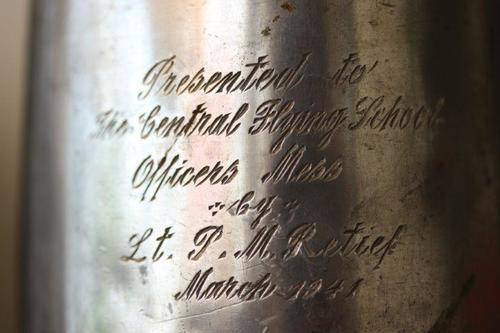 Presented to
The Central Flying School
Officers Mess
by
Lt. P. M. Retief
March 1941